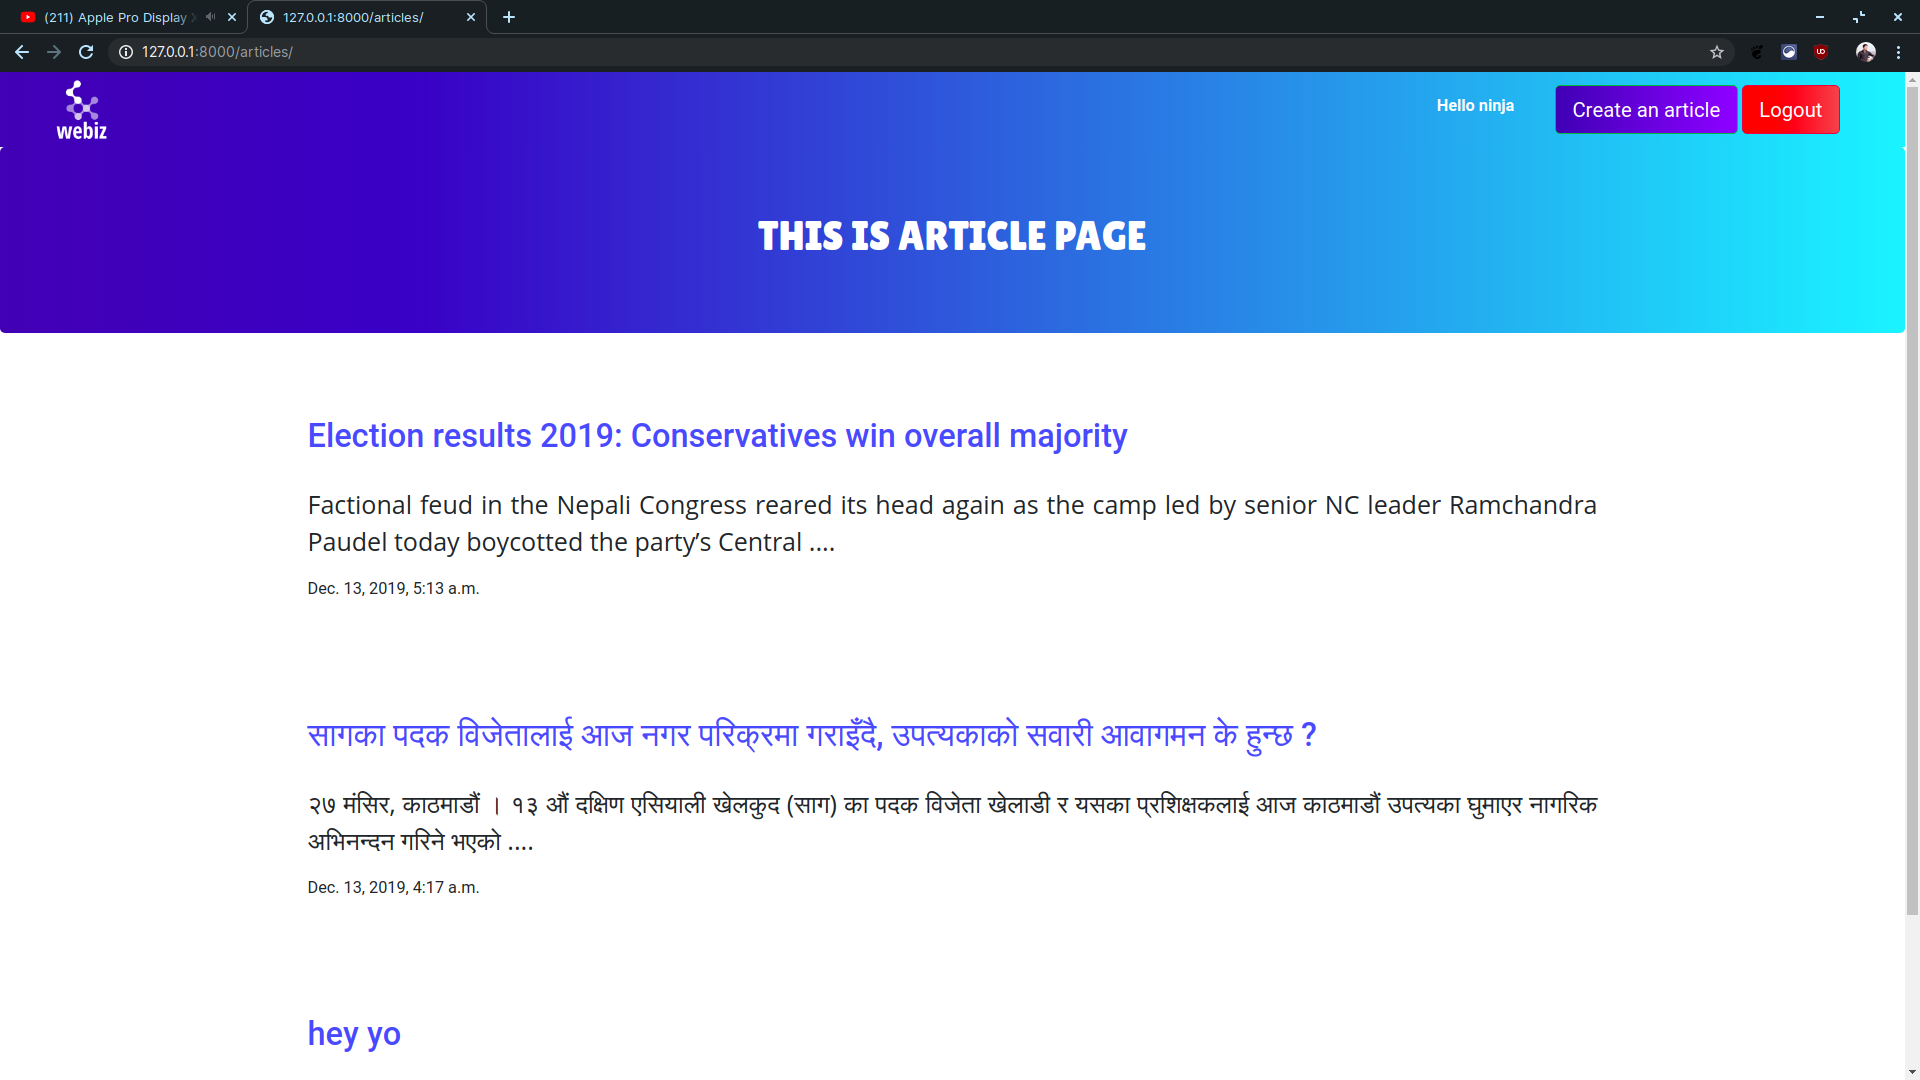 (211) Apple Pro Display
127.0.0.1:8000/articles/
127.0.0.1:8000/articles/
webiz
Hello ninja
Create an article
Logout
THIS IS ARTICLE PAGE
Election results 2019: Conservatives win overall majority
Factional feud in the Nepali Congress reared its head again as the camp led by senior NC leader Ramchandra
Paudel today boycotted the party’s Central ....
Dec. 13, 2019, 5:13 a.m.
सागका पदक विजेतालाई आज नगर परिक्रमा गराइँदै, उपत्यकाको सवारी आवागमन के हुन्छ ?
२७ मंसिर, काठमाडौं । १३ औं दक्षिण एसियाली खेलकुद (साग) का पदक विजेता खेलाडी र यसका प्रशिक्षकलाई आज काठमाडौं उपत्यका घुमाएर नागरिक
अभिनन्दन गरिने भएको ....
Dec. 13, 2019, 4:17 a.m.
hey yo